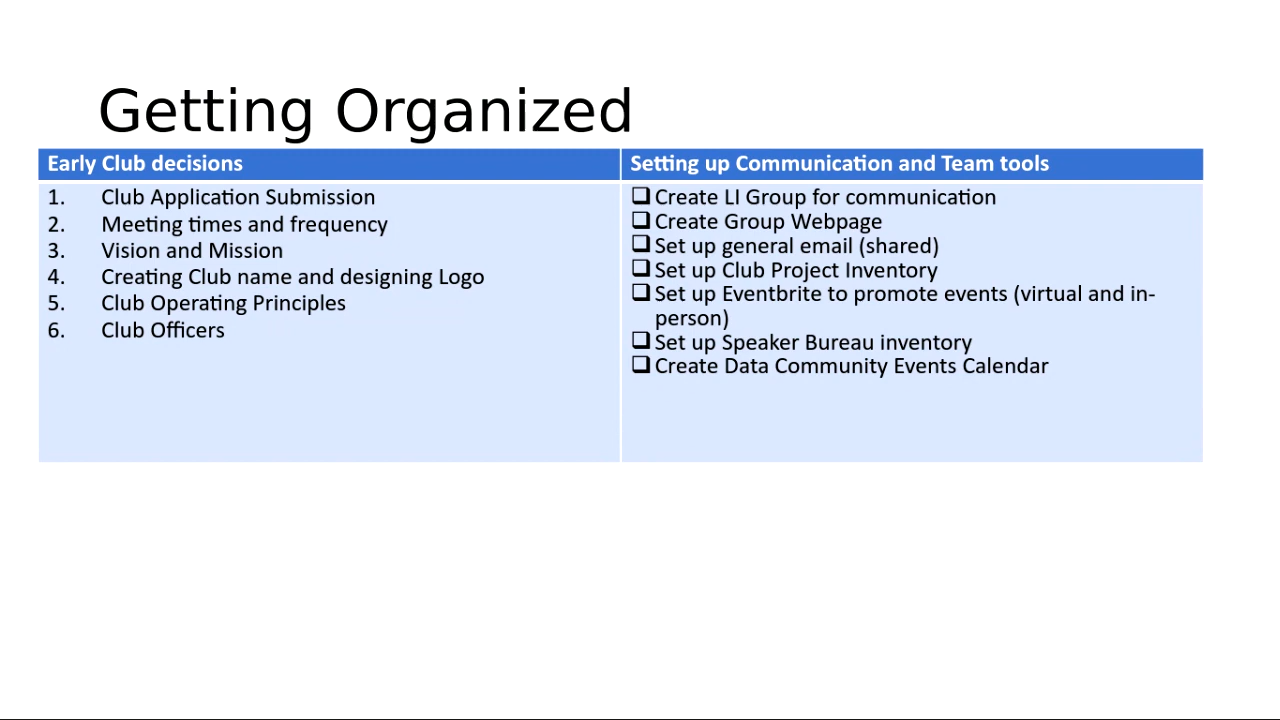 Getting Organized
Early Club decisions
1. Club Application Submission
2. Meeting times and frequency
3. Vision and Mission
4. Creating Club name and designing Logo
5. Club Operating Principles
6. Club Officers
Setting up Communication and Team tools
❑ Create LI Group for communication
❑ Create Group Webpage
❑ Set up general email (shared)
❑ Set up Club Project Inventory
❑ Set up Eventbrite to promote events (virtual and in-
person)
❑ Set up Speaker Bureau inventory
❑ Create Data Community Events Calendar